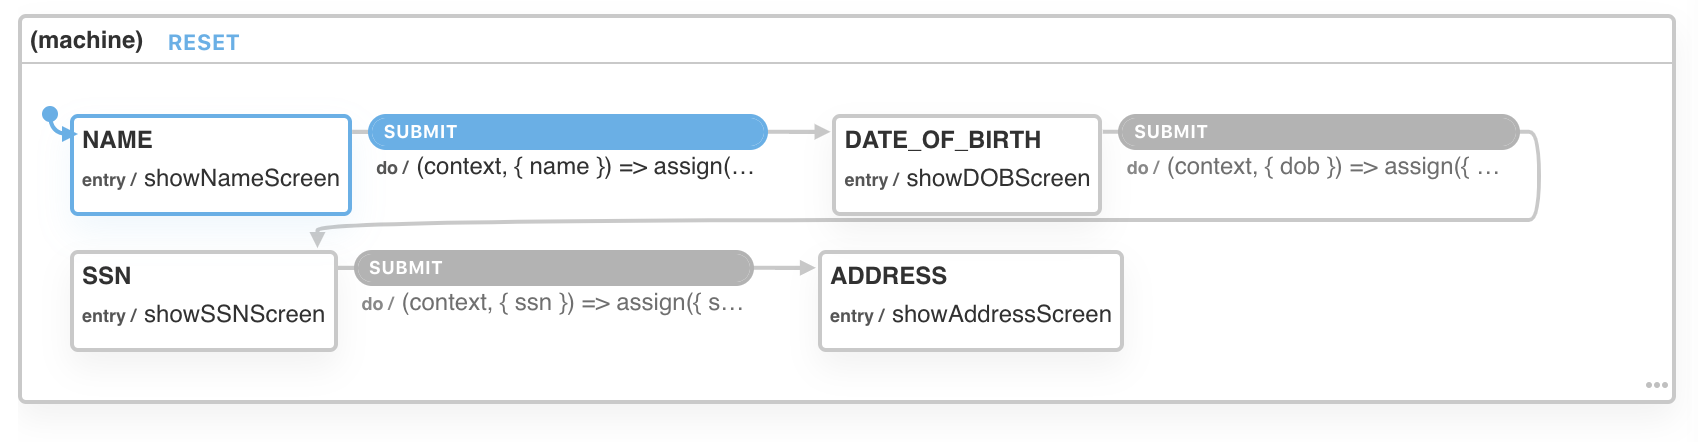 (machine) RESET
NAME
entry / showNameScreen
SUBMIT
do / (context, { name }) => assign(…
DATE_OF_BIRTH
entry / showDOBScreen
SUBMIT
do / (context, { dob }) => assign({ …
SSN
entry / showSSNScreen
SUBMIT
do / (context, { ssn }) => assign({ s…
ADDRESS
entry / showAddressScreen